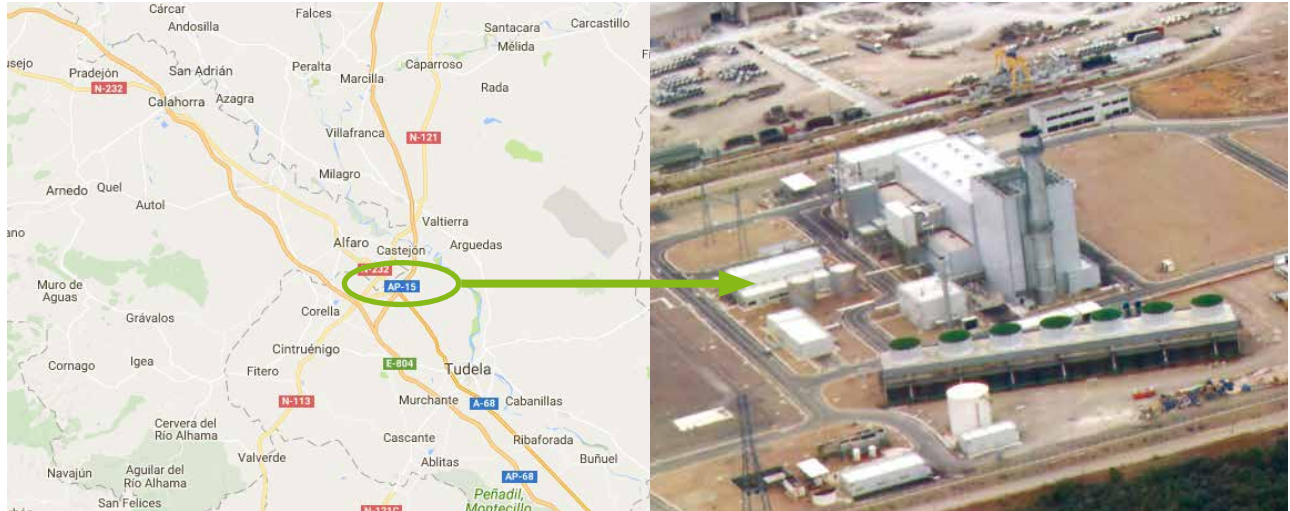 Cárcar
Falces
Andosilla
Santacara
Carcastillo
Mélida
usejo
Pradejón
San Adrián
Peralta
Caparroso
Marcilla
N-232
Rada
Calahorra
Azagra
Villafranca
N-121
Milagro
Arnedo
Quel
Autol
Valtierra
ano
Alfaro
Castejón
Arguedas
N-232
AP-15
Muro de
Aguas
Corella
Grávalos
Cintruénigo
Igea
Cornago
Fitero
E-804
Tudela
N-113
Murchante
A-68
Cabanillas
Cervera del
Río Alhama
Cascante
Ribaforada
Valverde
Ablitas
Buñuel
Navajún
Aguilar del
Río Alhama
AP-68
San Felices
Peñadil,
Montecillo
N-121C